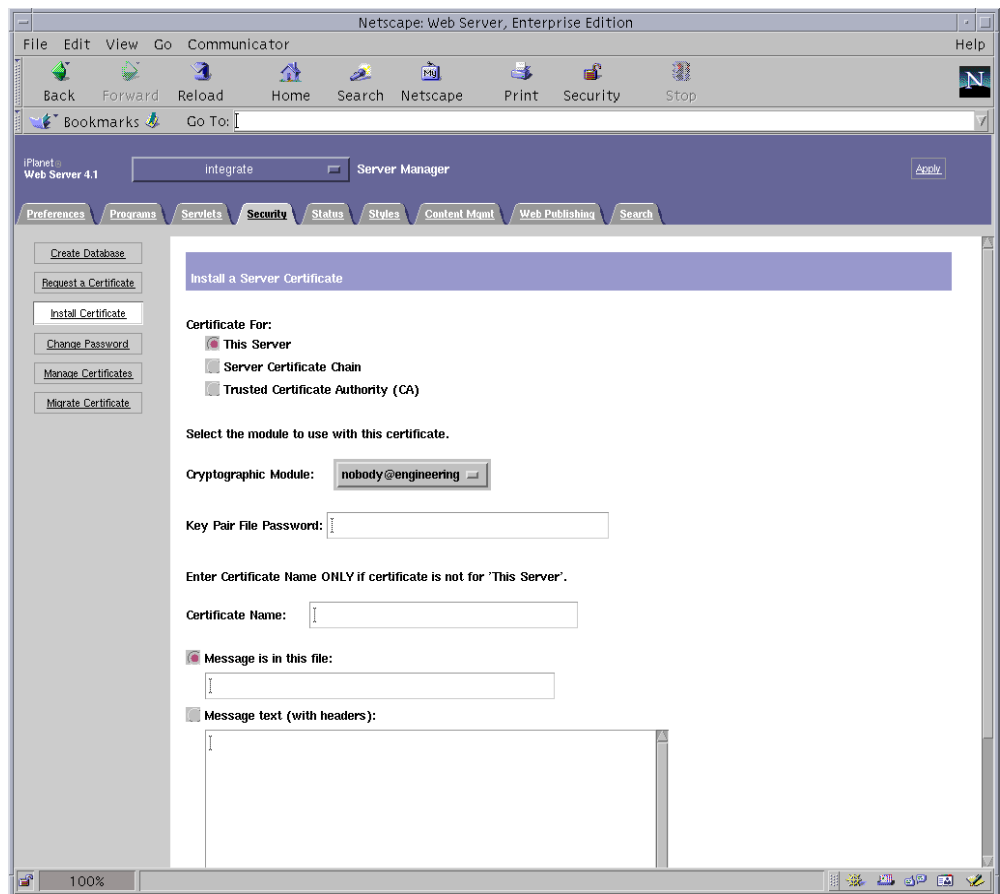 Netscape: Web Server, Enterprise Edition
File Edit View Go Communicator Help
Back Forward Reload Home Search Netscape Print Security Stop
My
N
Bookmarks Go To:
iPlanet
Web Server 4.1
integrate
Server Manager
Apply
Preferences Programs Servlets Security Status Styles Content Mgmt Web Publishing Search
Create Database
Request a Certificate
Install Certificate
Change Password
Manage Certificates
Migrate Certificate
Install a Server Certificate
Certificate For:
This Server
Server Certificate Chain
Trusted Certificate Authority (CA)
Select the module to use with this certificate.
Cryptographic Module: nobody@engineering
Key Pair File Password:
Enter Certificate Name ONLY if certificate is not for 'This Server'.
Certificate Name:
Message is in this file:
Message text (with headers):
100%